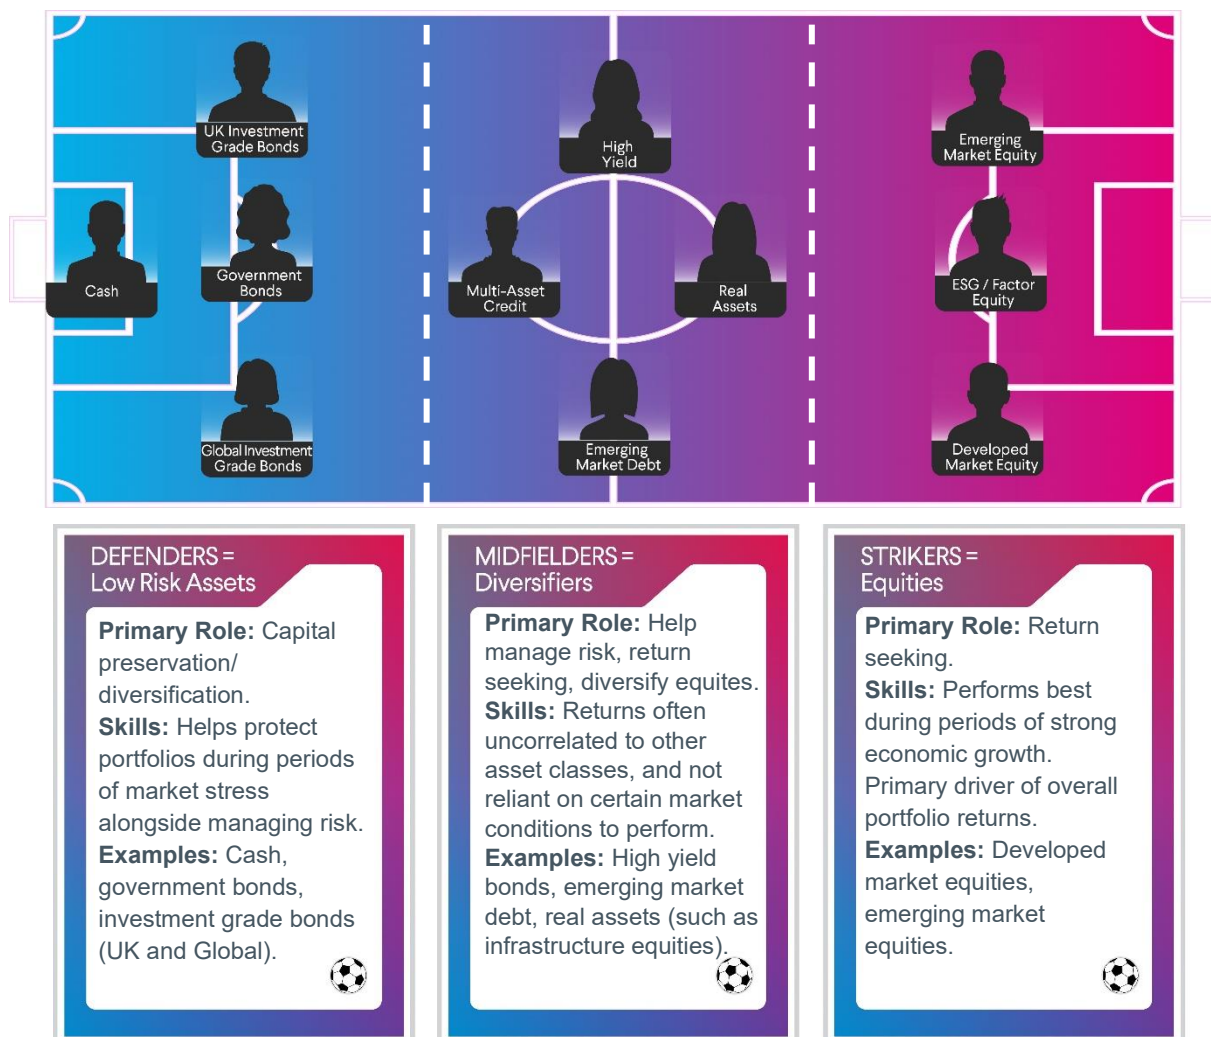 UK Investment
Grade Bonds
High
Yield
Emerging
Market Equity
Cash
Government
Bonds
Multi-Asset
Credit
Real
Assets
ESG / Factor
Equity
Global Investment
Grade Bonds
Emerging
Market Debt
Developed
Market Equity
DEFENDERS =
Low Risk Assets
Primary Role: Capital
preservation/
diversification.
Skills: Helps protect
portfolios during periods
of market stress
alongside managing risk.
Examples: Cash,
government bonds,
investment grade bonds
(UK and Global).
MIDFIELDERS =
Diversifiers
Primary Role: Help
manage risk, return
seeking, diversify equites.
Skills: Returns often
uncorrelated to other
asset classes, and not
reliant on certain market
conditions to perform.
Examples: High yield
bonds, emerging market
debt, real assets (such as
infrastructure equities).
STRIKERS =
Equities
Primary Role: Return
seeking.
Skills: Performs best
during periods of strong
economic growth.
Primary driver of overall
portfolio returns.
Examples: Developed
market equities,
emerging market
equities.